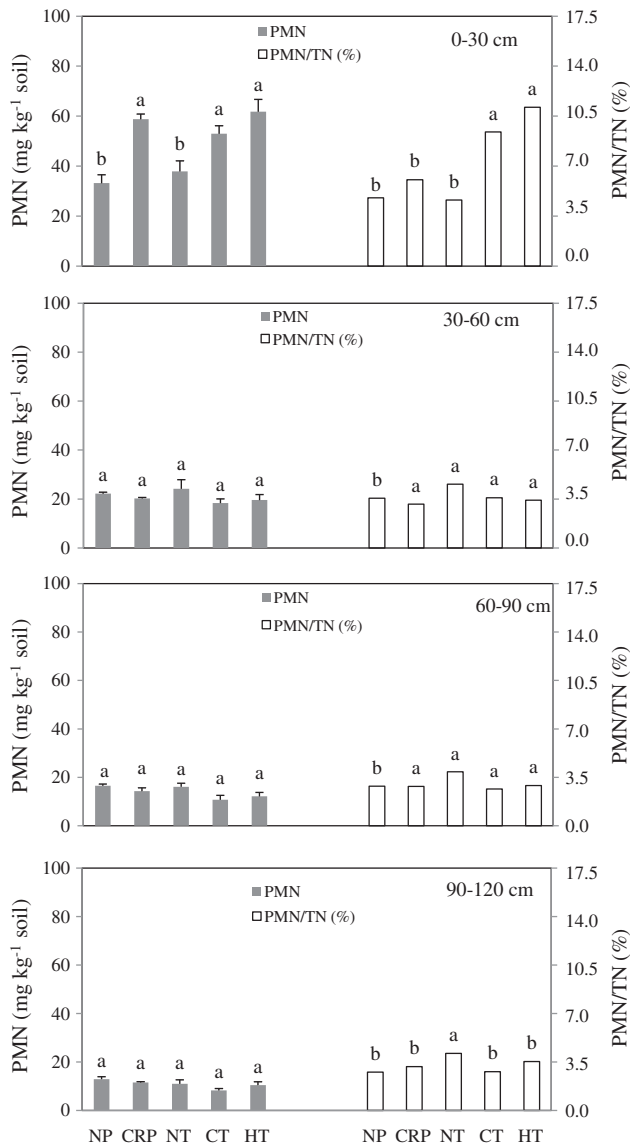 PMN (mg kg⁻¹ soil)
100
80
60
40
20
0
PMN
PMN/TN (%)
0-30 cm
b a b a a
b b b a a
17.5
14.0
10.5
7.0
3.5
0.0
PMN/TN (%)
PMN (mg kg⁻¹ soil)
100
80
60
40
20
0
PMN
PMN/TN (%)
30-60 cm
a a a a a
b a a a a
17.5
14.0
10.5
7.0
3.5
0.0
PMN/TN (%)
PMN (mg kg⁻¹ soil)
100
80
60
40
20
0
PMN
PMN/TN (%)
60-90 cm
a a a a a
b a a a a
17.5
14.0
10.5
7.0
3.5
0.0
PMN/TN (%)
PMN (mg kg⁻¹ soil)
100
80
60
40
20
0
PMN
PMN/TN (%)
90-120 cm
a a a a a
b b a b b
17.5
14.0
10.5
7.0
3.5
0.0
PMN/TN (%)
NP CRP NT CT HT
NP CRP NT CT HT